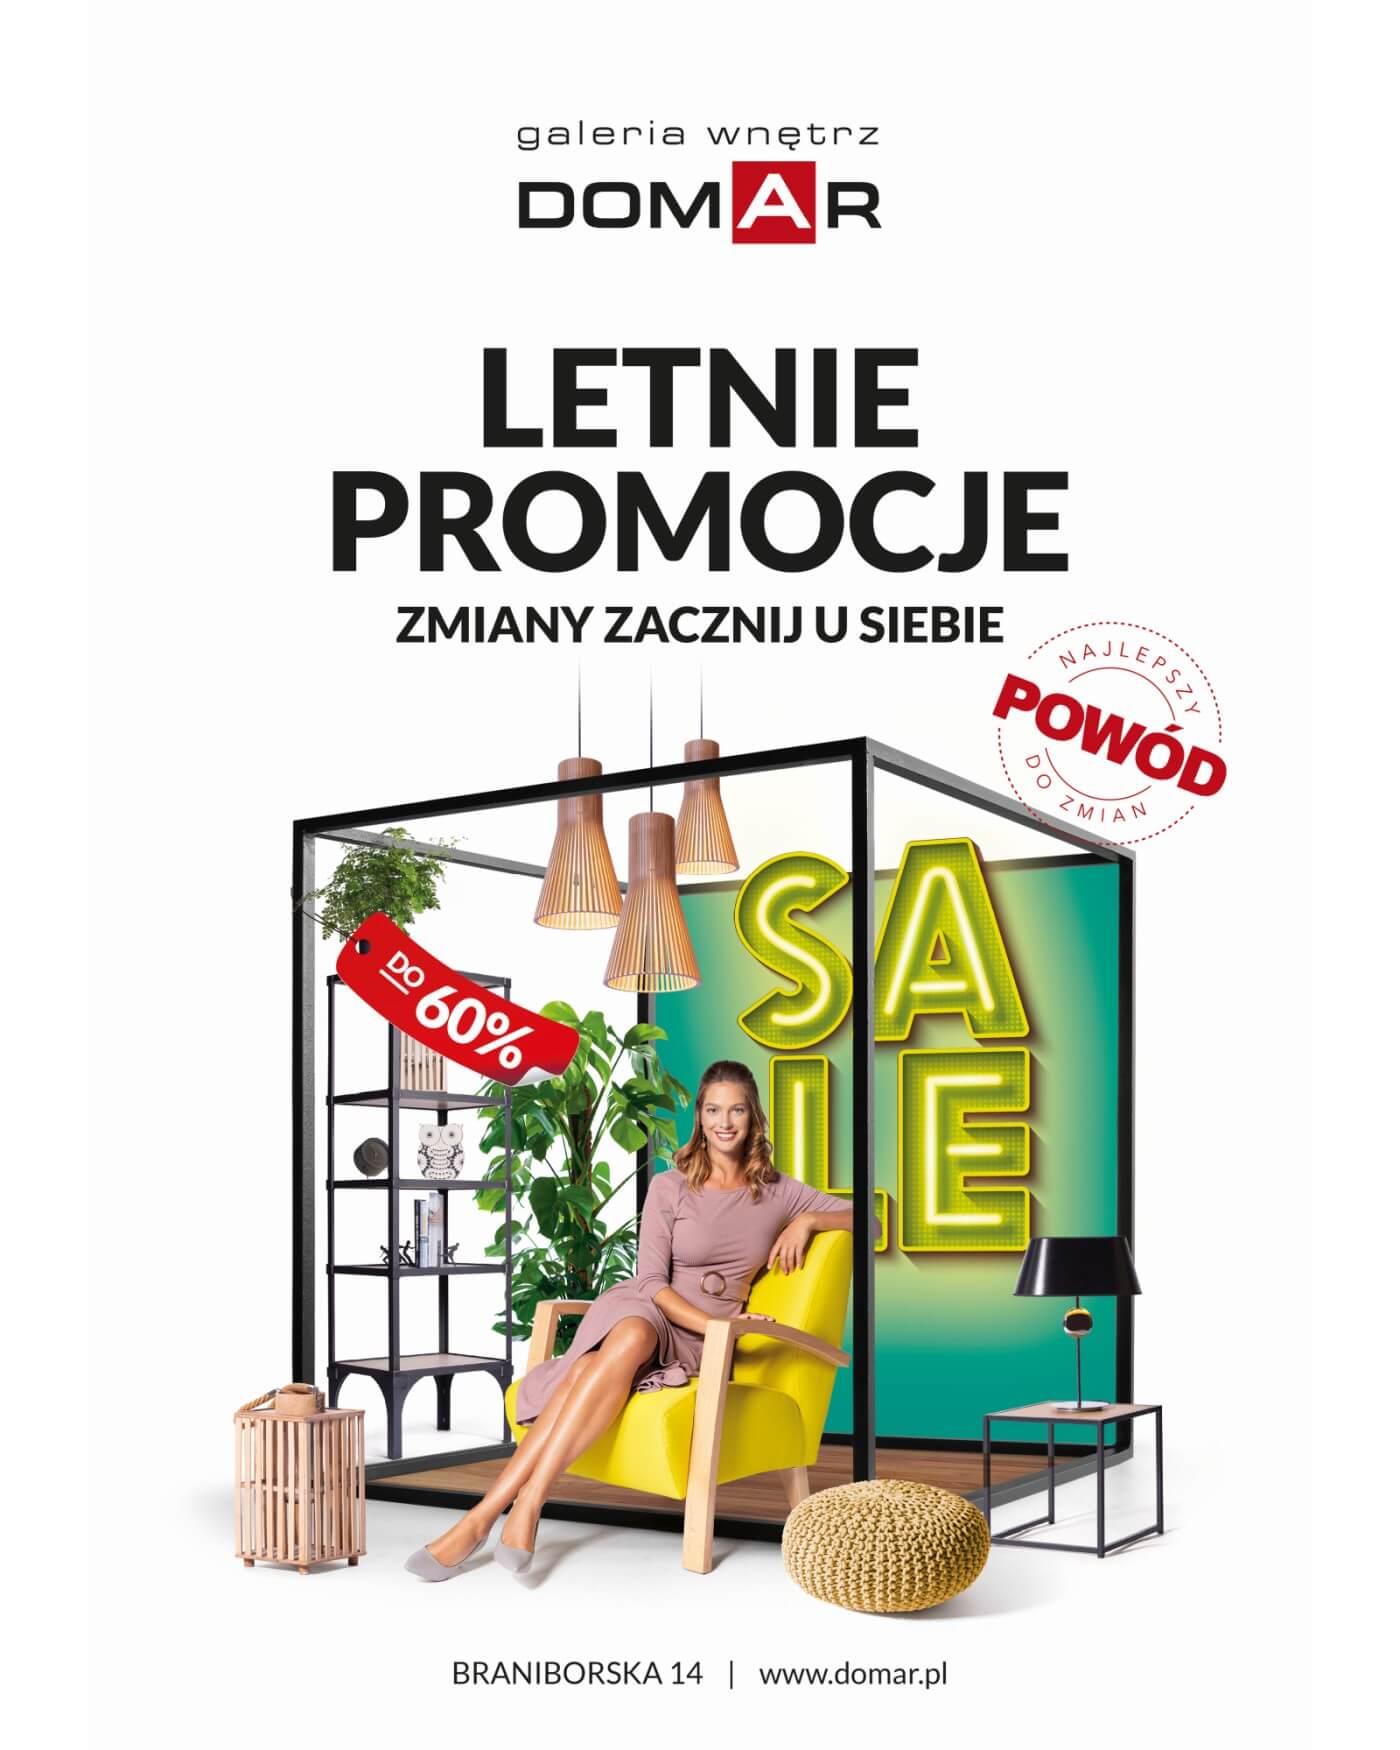 galeria wnętrz
DOMAR
LETNIE
PROMOCJE
ZMIANY ZACZNIJ U SIEBIE
NAJLEPSZY
POWÓD
DO ZMIAN
SA
LE
DO
60%
BRANIBORSKA 14 | www.domar.pl